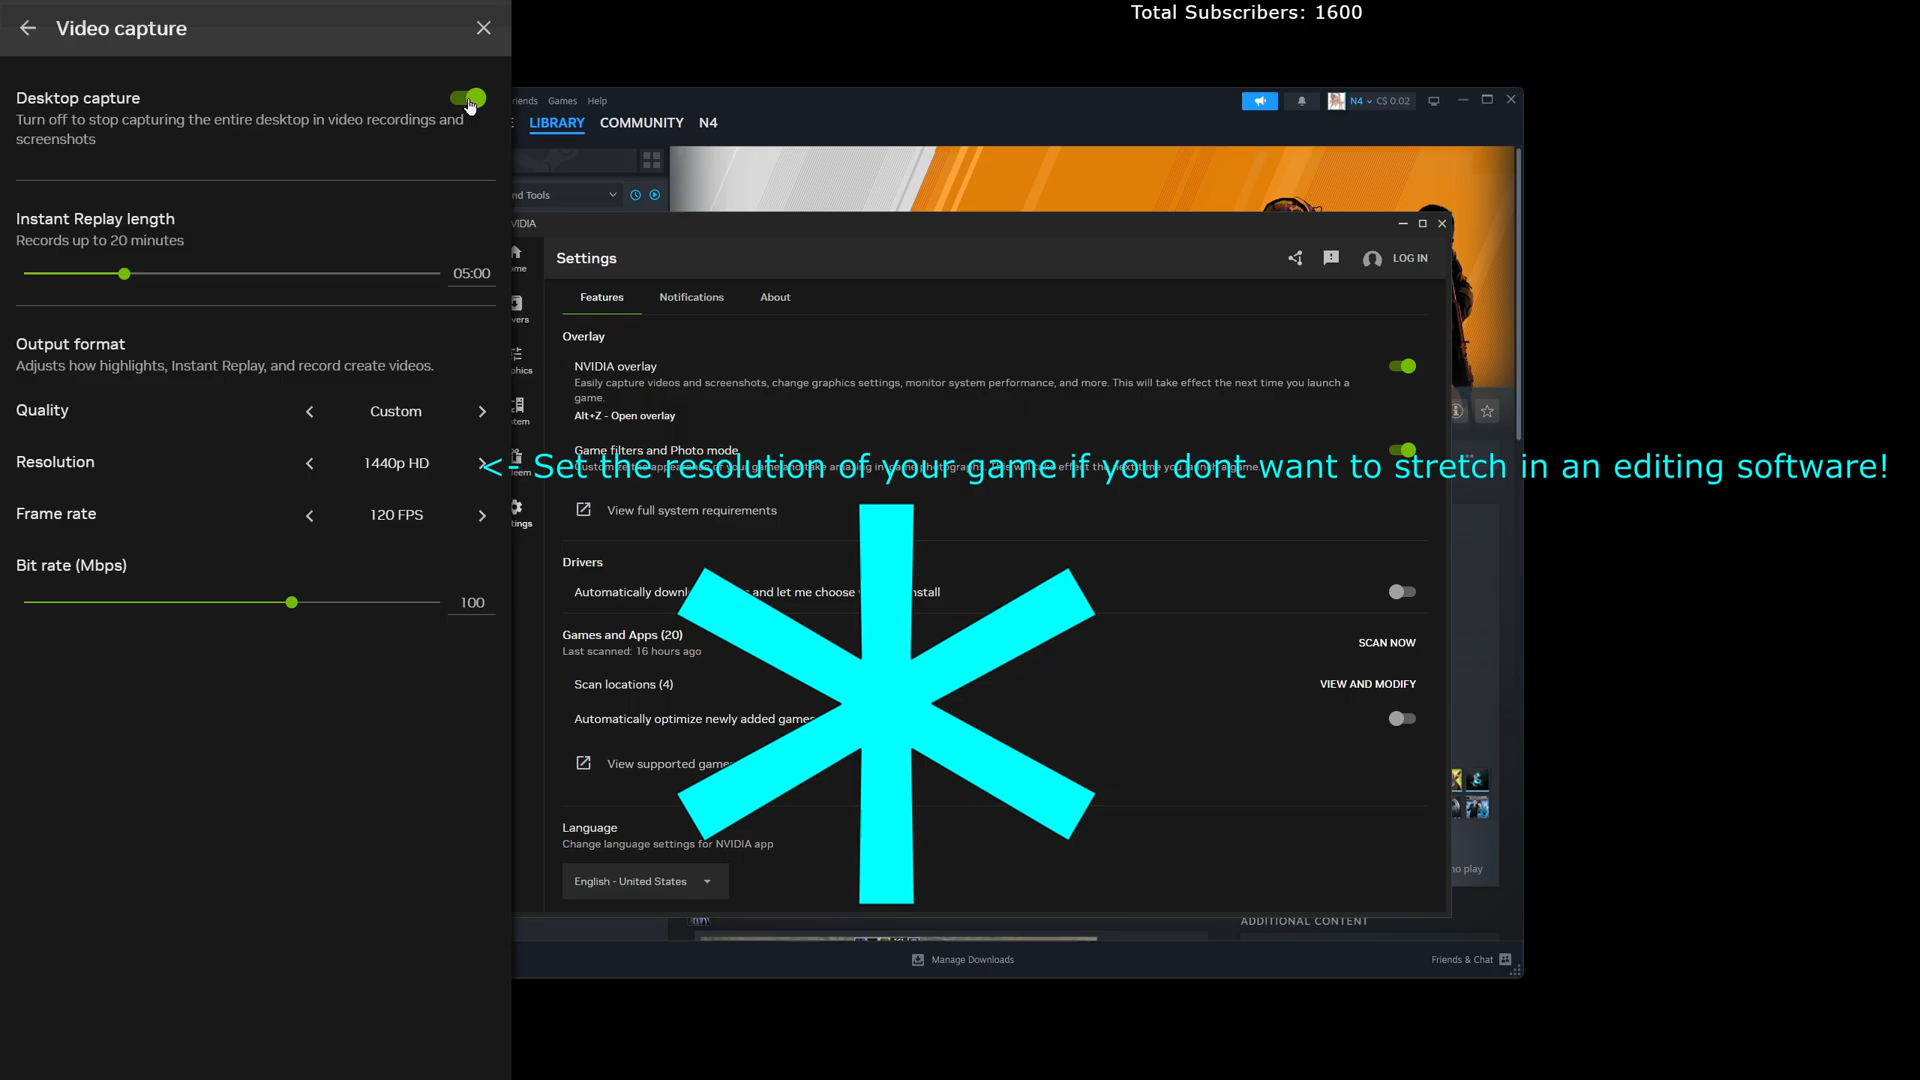 Total Subscribers: 1600
Video capture
Desktop capture
Turn off to stop capturing the entire desktop in video recordings and
screenshots
Instant Replay length
Records up to 20 minutes
05:00
Output format
Adjusts how highlights, Instant Replay, and record create videos.
Quality
Custom
Resolution
1440p HD
Frame rate
120 FPS
Bit rate (Mbps)
100
<- Set the resolution of your game if you dont want to stretch in an editing software!
Games Help
N4 C$ 0.02
LIBRARY COMMUNITY N4
Tools
Settings
LOG IN
Features Notifications About
Overlay
NVIDIA overlay
Easily capture videos and screenshots, change graphics settings, monitor system performance, and more. This will take effect the next time you launch a
game.
Alt+Z - Open overlay
Game filters and Photo mode
View full system requirements
Drivers
Automatically and let me choose
Games and Apps (20)
Last scanned: 16 hours ago
SCAN NOW
Scan locations (4)
VIEW AND MODIFY
Automatically optimize newly added games
View supported
Language
Change language settings for NVIDIA app
English - United States
play
ADDITIONAL CONTENT
Manage Downloads
Friends & Chat